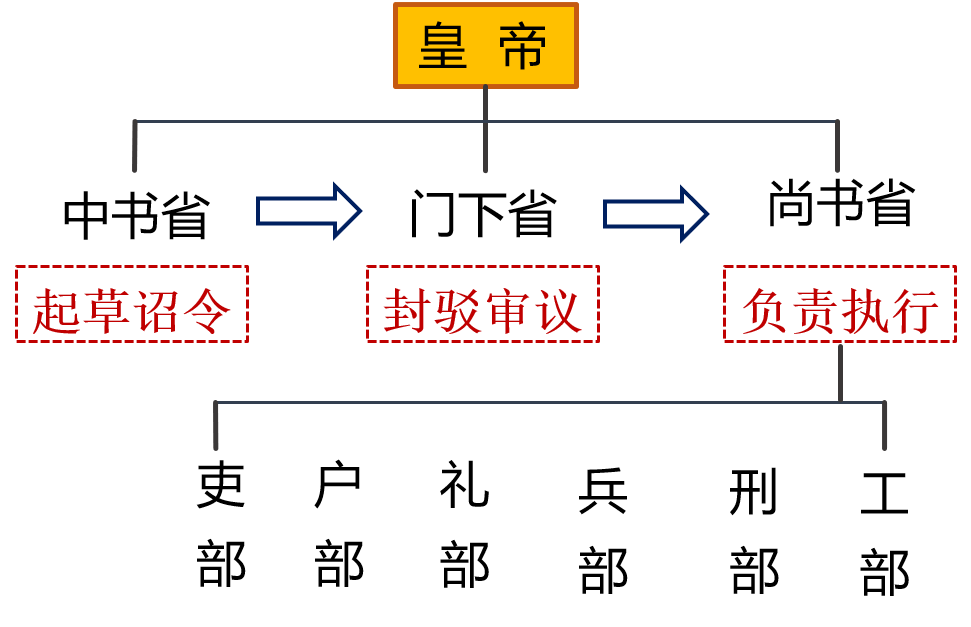 皇 帝
中书省
门下省
尚书省
起草诏令
封驳审议
负责执行
吏部
户部
礼部
兵部
刑部
工部